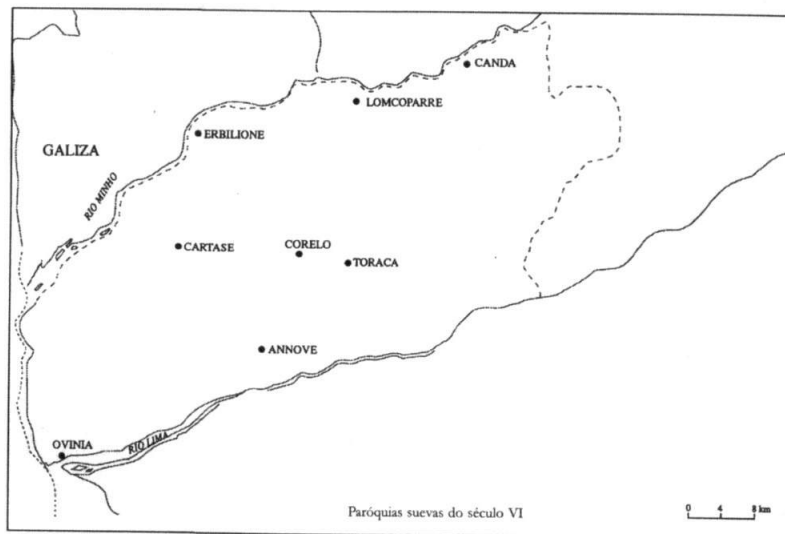 CANDA
LOMCOPARRE
ERBILIONE
GALIZA
RIO MINHO
CARTASE
CORELO
TORACA
ANNOVE
OVINIA
RIO LIMA
Paróquias suevas do século VI
0 4 8 km